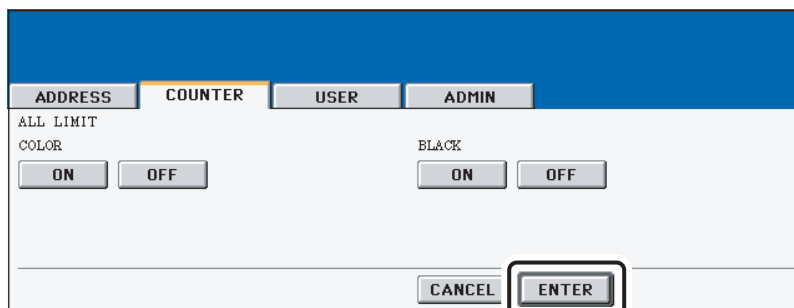 ADDRESS COUNTER USER ADMIN
ALL LIMIT
COLOR BLACK
ON OFF ON OFF
CANCEL ENTER